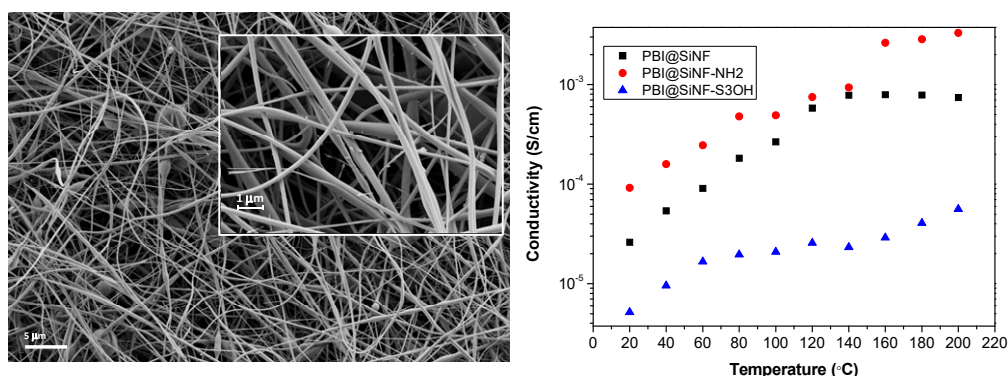 1 µm
5 µm
PBI@SiNF
PBI@SiNF-NH2
PBI@SiNF-S3OH
10⁻³
10⁻⁴
10⁻⁵
Conductivity (S/cm)
0 20 40 60 80 100 120 140 160 180 200 220
Temperature (◦C)